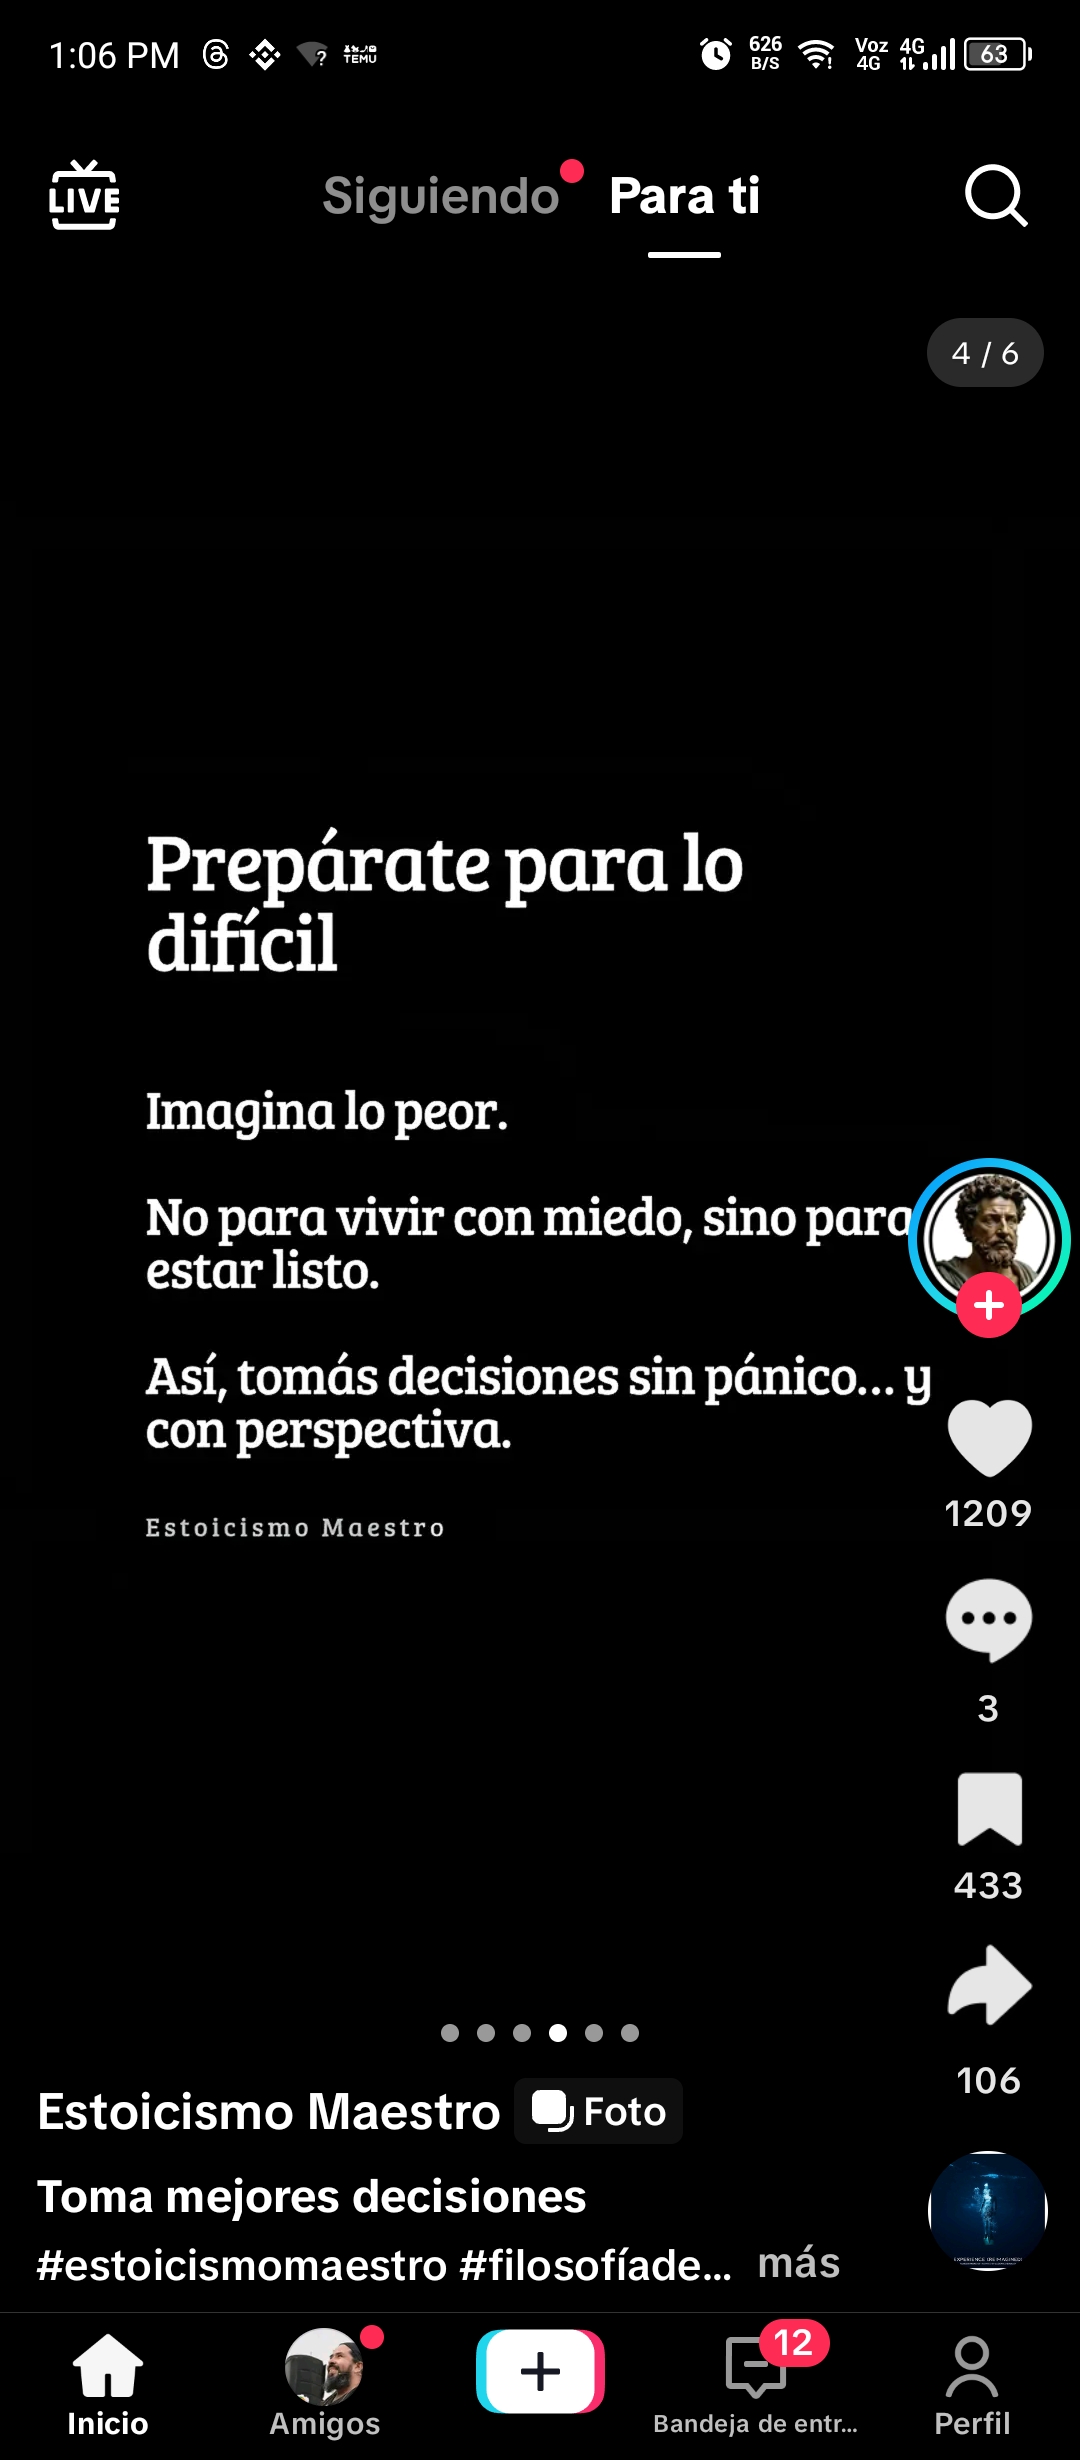 1:06 PM
TEMU
626
B/S
Voz
4G
4G
63
LIVE
Siguiendo
Para ti
4 / 6
Prepárate para lo
difícil
Imagina lo peor.
No para vivir con miedo, sino para
estar listo.
Así, tomás decisiones sin pánico... y
con perspectiva.
Estoicismo Maestro
1209
3
433
106
Estoicismo Maestro
Foto
Toma mejores decisiones
#estoicismomaestro #filosofíade... más
12
Inicio
Amigos
Bandeja de entr...
Perfil